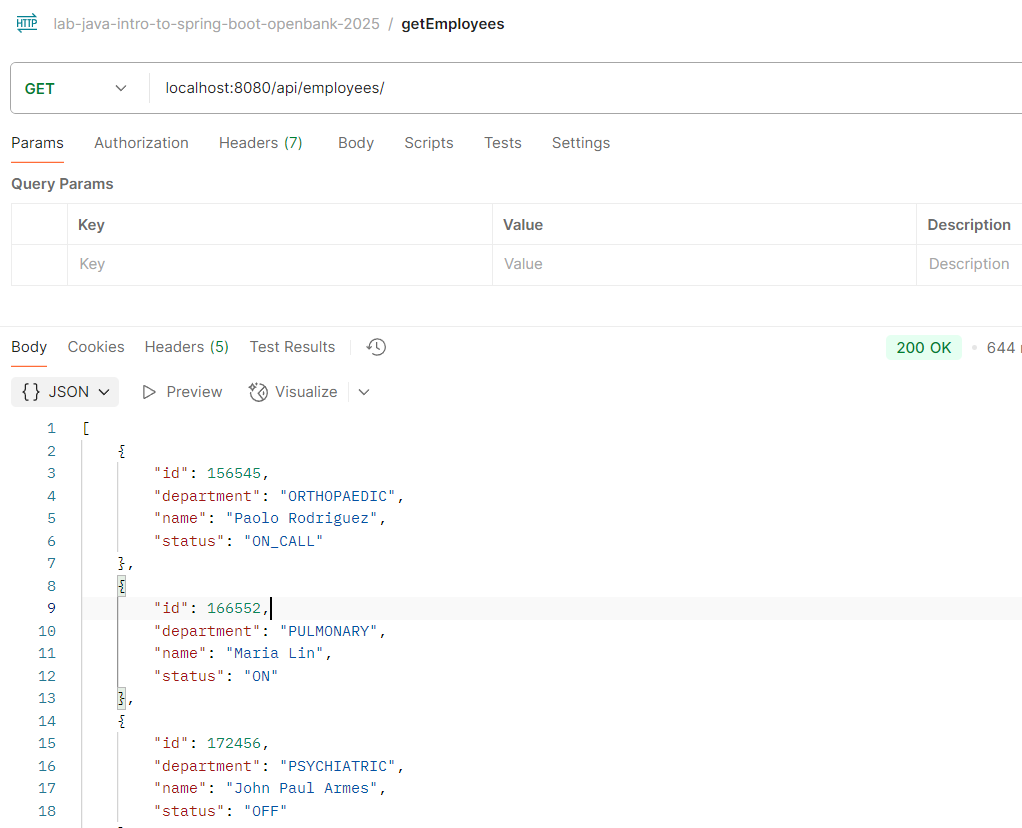 HTTP lab-java-intro-to-spring-boot-openbank-2025 / getEmployees
GET localhost:8080/api/employees/
Params Authorization Headers (7) Body Scripts Tests Settings
Query Params
Key Value Description
Key Value Description
Body Cookies Headers (5) Test Results 200 OK • 644
{} JSON Preview Visualize
1 [
2 {
3 "id": 156545,
4 "department": "ORTHOPAEDIC",
5 "name": "Paolo Rodriguez",
6 "status": "ON_CALL"
7 },
8 {
9 "id": 166552,
10 "department": "PULMONARY",
11 "name": "Maria Lin",
12 "status": "ON"
13 },
14 {
15 "id": 172456,
16 "department": "PSYCHIATRIC",
17 "name": "John Paul Armes",
18 "status": "OFF"